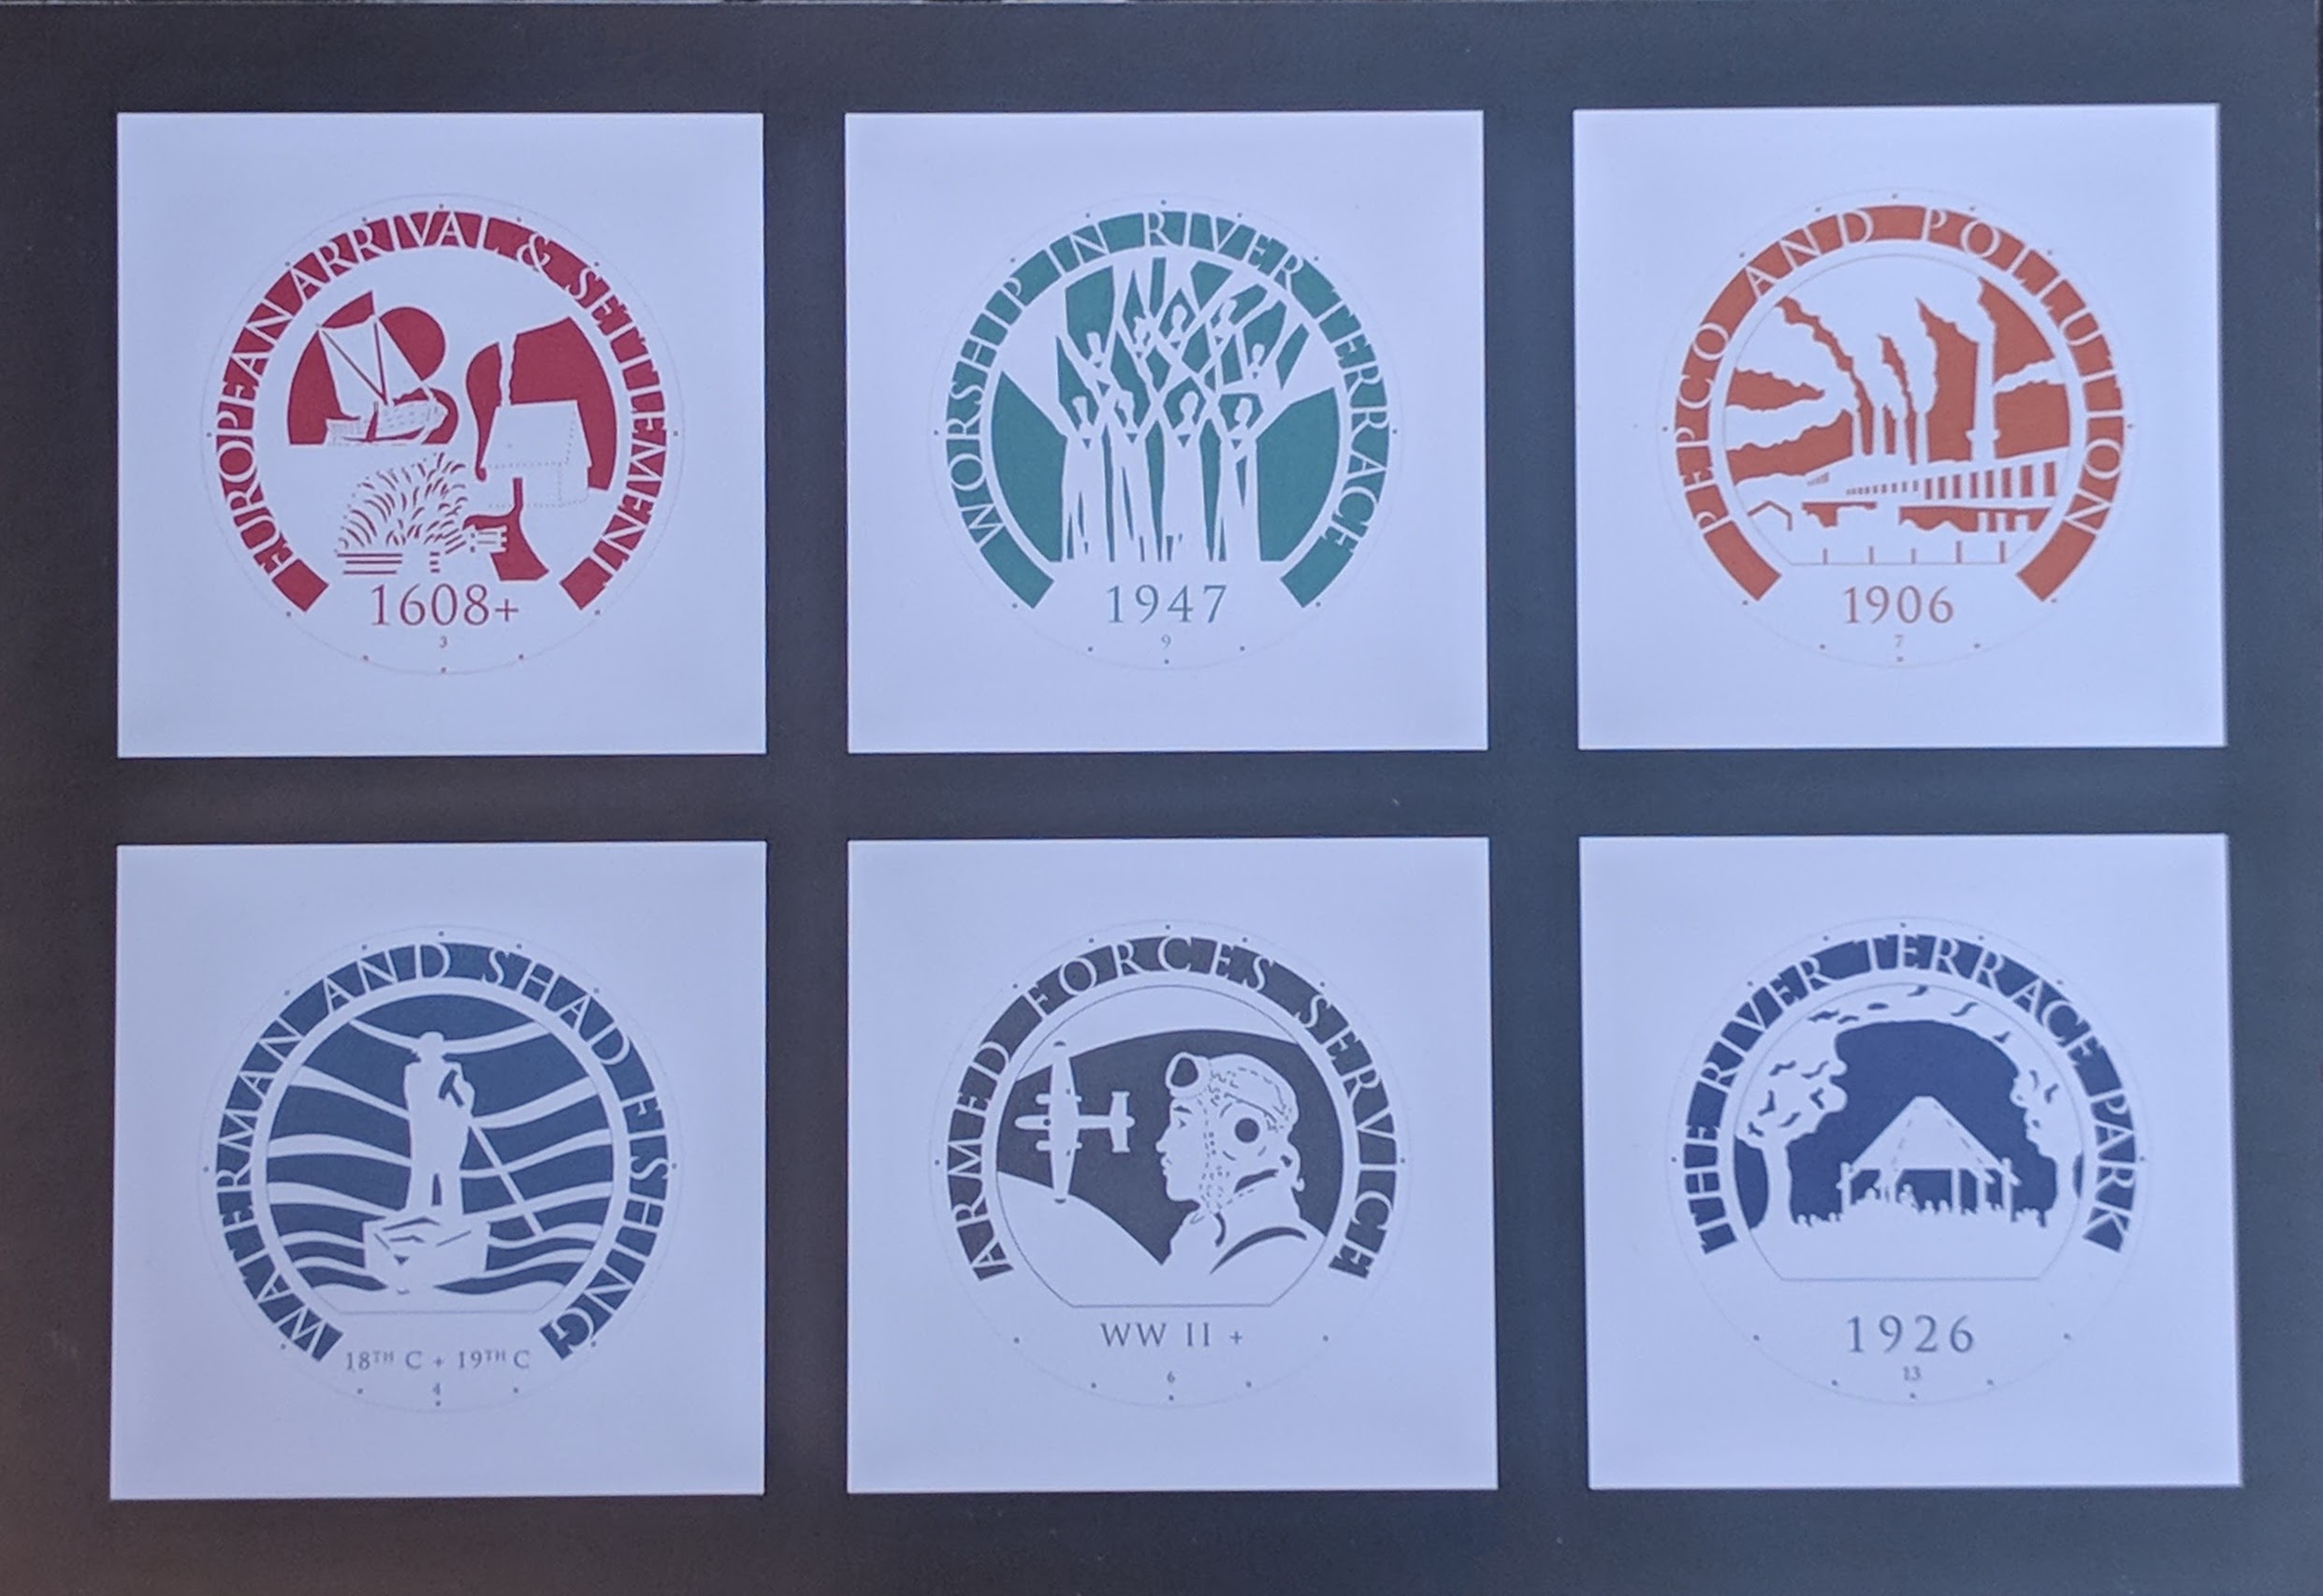 EUROPEAN ARRIVAL & SETTLEMENT
1608+
3
WORSHIP IN RIVER TERRACE
1947
9
PEPCO AND POLLUTION
1906
7
WATERMAN AND SHAD FISHING
18TH C + 19TH C
4
ARMED FORCES SERVICE
WW II +
6
THE RIVER TERRACE PARK
1926
13